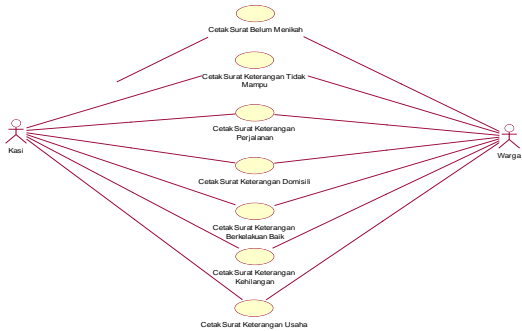 Cetak Surat Belum Menikah
Cetak Surat Keterangan Tidak
Mampu
Cetak Surat Keterangan
Perjalanan
Kasi
Warga
Cetak Surat Keterangan Domisili
Cetak Surat Keterangan
Berkelakuan Baik
Cetak Surat Keterangan
Kehilangan
Cetak Surat Keterangan Usaha